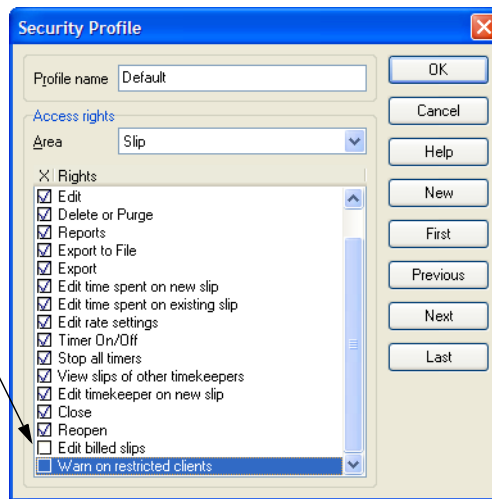 Security Profile
Profile name Default
OK
Access rights
Cancel
Area Slip
Help
X Rights
Edit
New
Delete or Purge
Reports
First
Export to File
Export
Previous
Edit time spent on new slip
Edit time spent on existing slip
Next
Edit rate settings
Timer On/Off
Last
Stop all timers
View slips of other timekeepers
Edit timekeeper on new slip
Close
Reopen
Edit billed slips
Warn on restricted clients